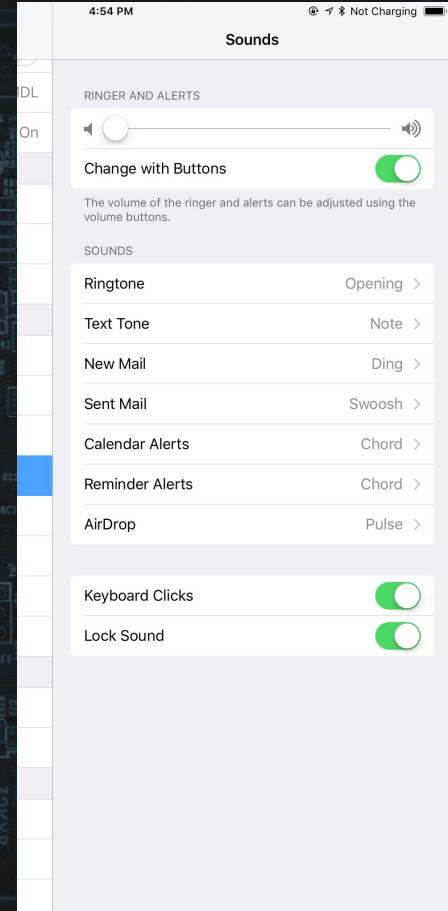 4:54 PM
Not Charging
Sounds
IDL
On
RINGER AND ALERTS
Change with Buttons
The volume of the ringer and alerts can be adjusted using the
volume buttons.
SOUNDS
Ringtone Opening
Text Tone Note
New Mail Ding
Sent Mail Swoosh
Calendar Alerts Chord
Reminder Alerts Chord
AirDrop Pulse
Keyboard Clicks
Lock Sound